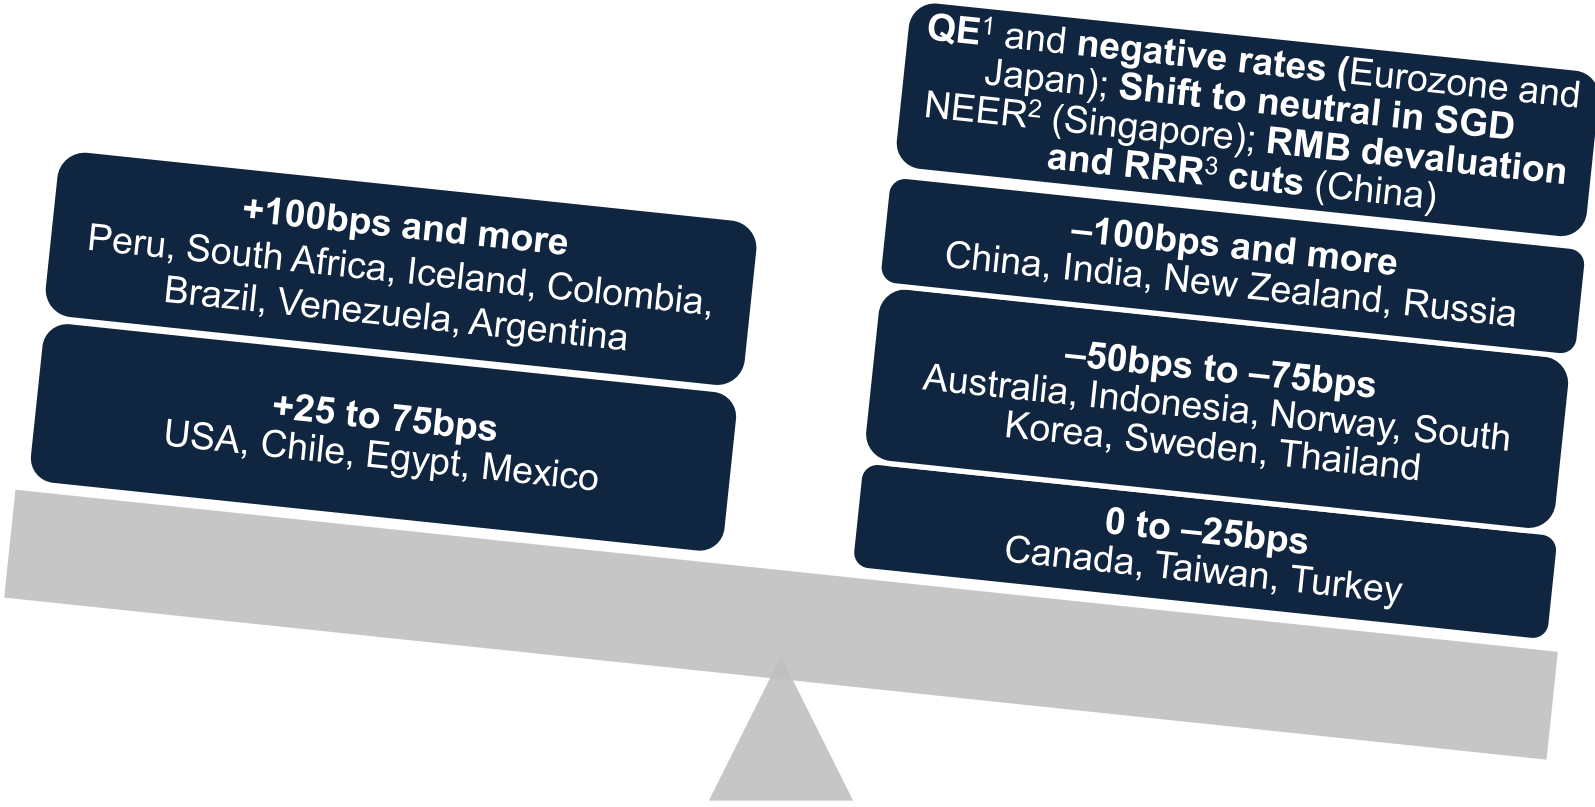 +100bps and more
Peru, South Africa, Iceland, Colombia,
Brazil, Venezuela, Argentina
+25 to 75bps
USA, Chile, Egypt, Mexico
QE¹ and negative rates (Eurozone and
Japan); Shift to neutral in SGD
NEER² (Singapore); RMB devaluation
and RRR³ cuts (China)
–100bps and more
China, India, New Zealand, Russia
–50bps to –75bps
Australia, Indonesia, Norway, South
Korea, Sweden, Thailand
0 to –25bps
Canada, Taiwan, Turkey